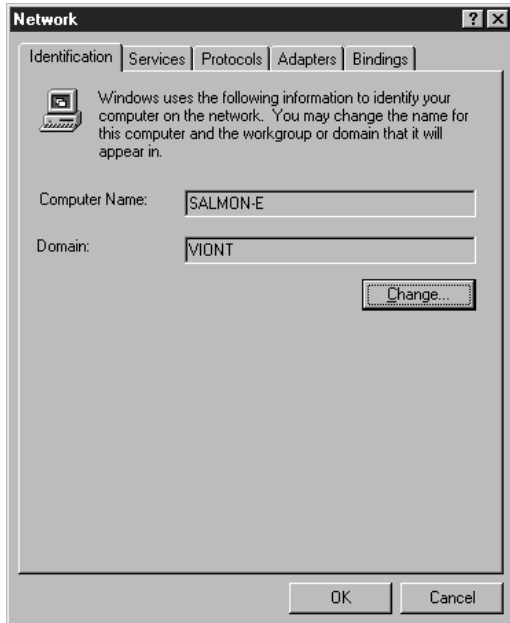 Network
Identification Services Protocols Adapters Bindings
Windows uses the following information to identify your
computer on the network. You may change the name for
this computer and the workgroup or domain that it will
appear in.
Computer Name: SALMON-E
Domain: VIONT
Change...
OK Cancel